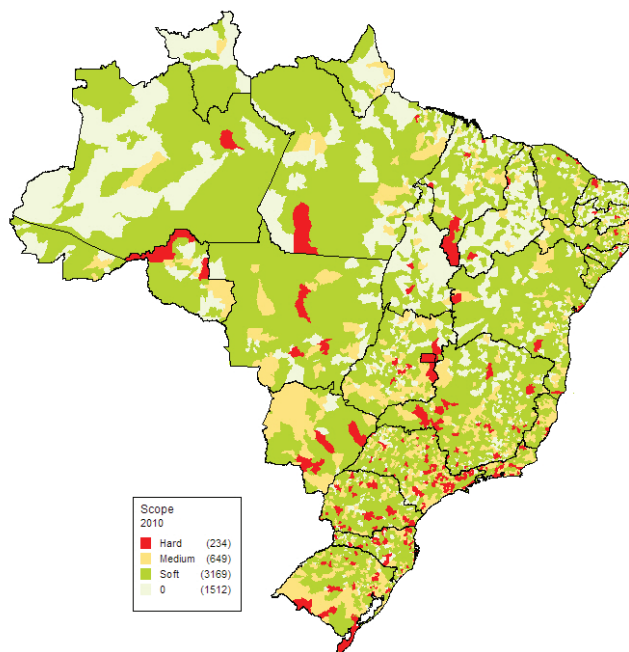 Scope
2010
Hard (234)
Medium (649)
Soft (3169)
0 (1512)